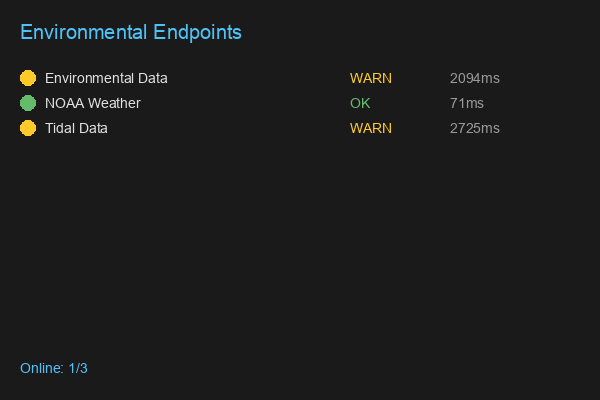 Environmental Endpoints
Environmental Data WARN 2094ms
NOAA Weather OK 71ms
Tidal Data WARN 2725ms
Online: 1/3